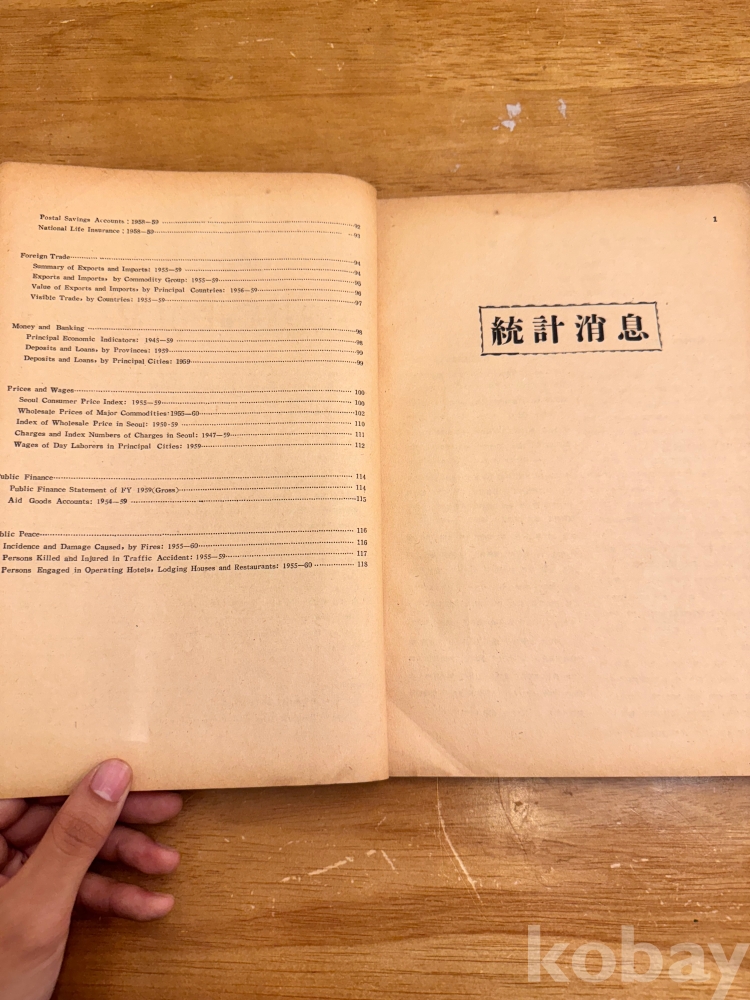 Postal Savings Accounts: 1958—59 ........ 92
National Life Insurance: 1958—59 ........ 93
Foreign Trade ........ 94
Summary of Exports and Imports: 1955—59 ........ 94
Exports and Imports, by Commodity Group: 1955—59 ........ 95
Value of Exports and Imports, by Principal Countries: 1956—59 ........ 96
Visible Trade, by Countries: 1955—59 ........ 97
Money and Banking ........ 98
Principal Economic Indicators: 1945—59 ........ 98
Deposits and Loans, by Provinces: 1959 ........ 99
Deposits and Loans, by Principal Cities: 1959 ........ 99
Prices and Wages ........ 100
Seoul Consumer Price Index: 1955—59 ........ 100
Wholesale Prices of Major Commodities: 1955—60 ........ 102
Index of Wholesale Price in Seoul: 1950-59 ........ 110
Charges and Index Numbers of Charges in Seoul: 1947—59 ........ 111
Wages of Day Laborers in Principal Cities: 1959 ........ 112
ublic Finance ........ 114
Public Finance Statement of FY 1959(Gross) ........ 114
Aid Goods Accounts: 1954—59 ........ 115
blic Peace ........ 116
Incidence and Damage Caused, by Fires: 1955—60 ........ 116
Persons Killed and Injured in Traffic Accident: 1955—59 ........ 117
Persons Engaged in Operating Hotels, Lodging Houses and Restaurants: 1955—60 ........ 118
1
統計消息
kobay